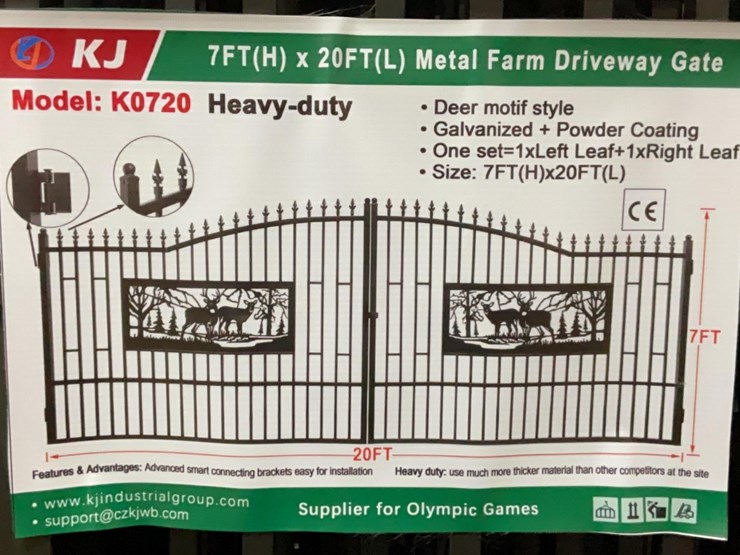 KJ
7FT(H) x 20FT(L) Metal Farm Driveway Gate
Model: K0720 Heavy-duty
• Deer motif style
• Galvanized + Powder Coating
• One set=1xLeft Leaf+1xRight Leaf
• Size: 7FT(H)x20FT(L)
CE
7FT
20FT
Features & Advantages: Advanced smart connecting brackets easy for installation
Heavy duty: use much more thicker material than other competitors at the site
• www.kjindustrialgroup.com
• support@czkjwb.com
Supplier for Olympic Games